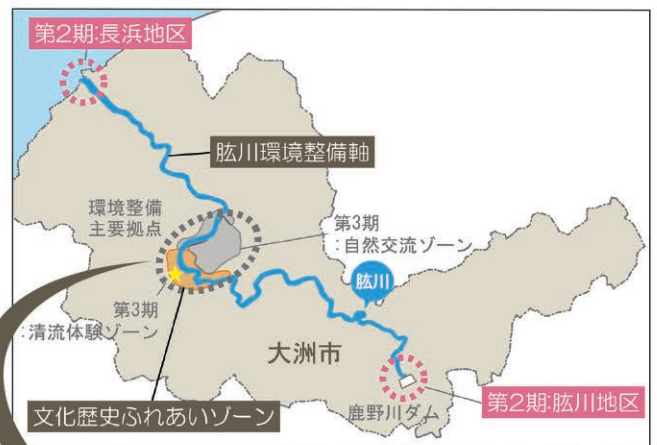 第2期:長浜地区
肱川環境整備軸
環境整備
主要拠点
第3期
:自然交流ゾーン
肱川
第3期
:清流体験ゾーン
大洲市
文化歴史ふれあいゾーン
鹿野川ダム
第2期:肱川地区